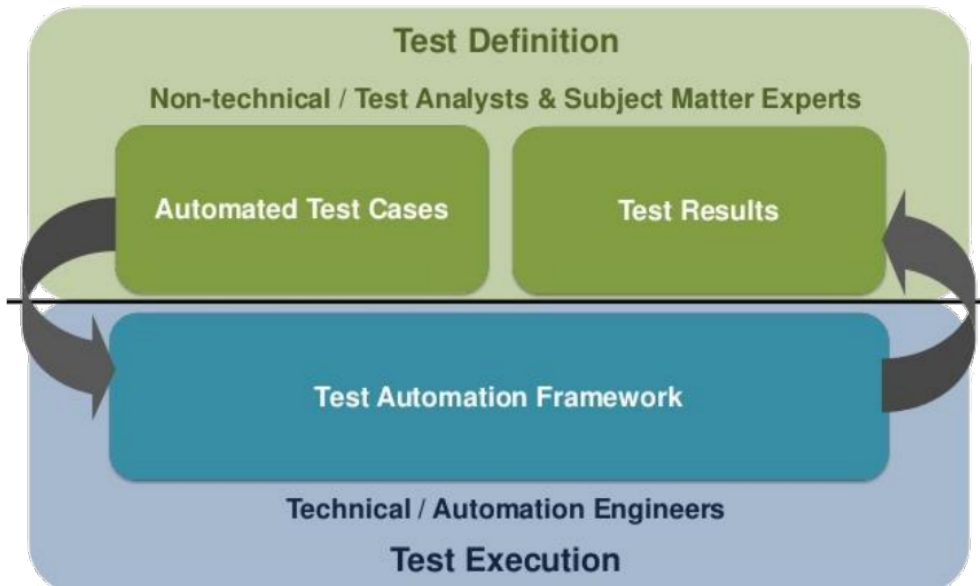 Test Definition
Non-technical / Test Analysts & Subject Matter Experts
Automated Test Cases
Test Results
Test Automation Framework
Technical / Automation Engineers
Test Execution